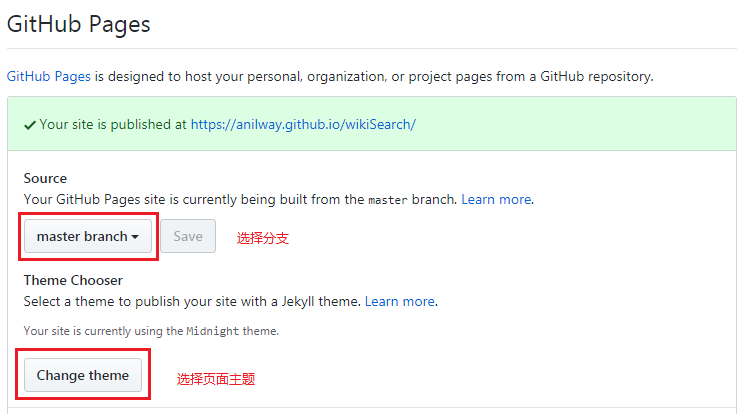 GitHub Pages
GitHub Pages is designed to host your personal, organization, or project pages from a GitHub repository.
Your site is published at https://anilway.github.io/wikiSearch/
Source
Your GitHub Pages site is currently being built from the master branch. Learn more.
master branch Save 选择分支
Theme Chooser
Select a theme to publish your site with a Jekyll theme. Learn more.
Your site is currently using the Midnight theme.
Change theme 选择页面主题